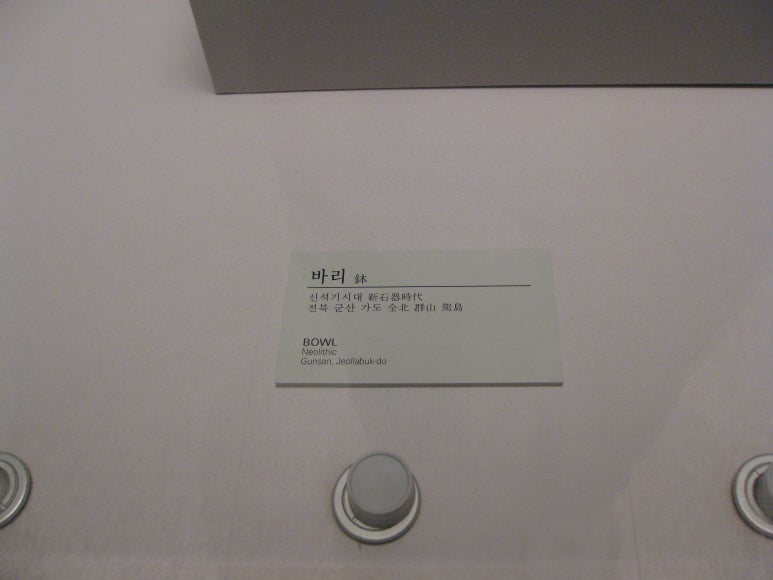 바리 鉢
신석기시대 新石器時代
전북 군산 가도 全北 群山 駕島
BOWL
Neolithic
Gunsan, Jeollabuk-do